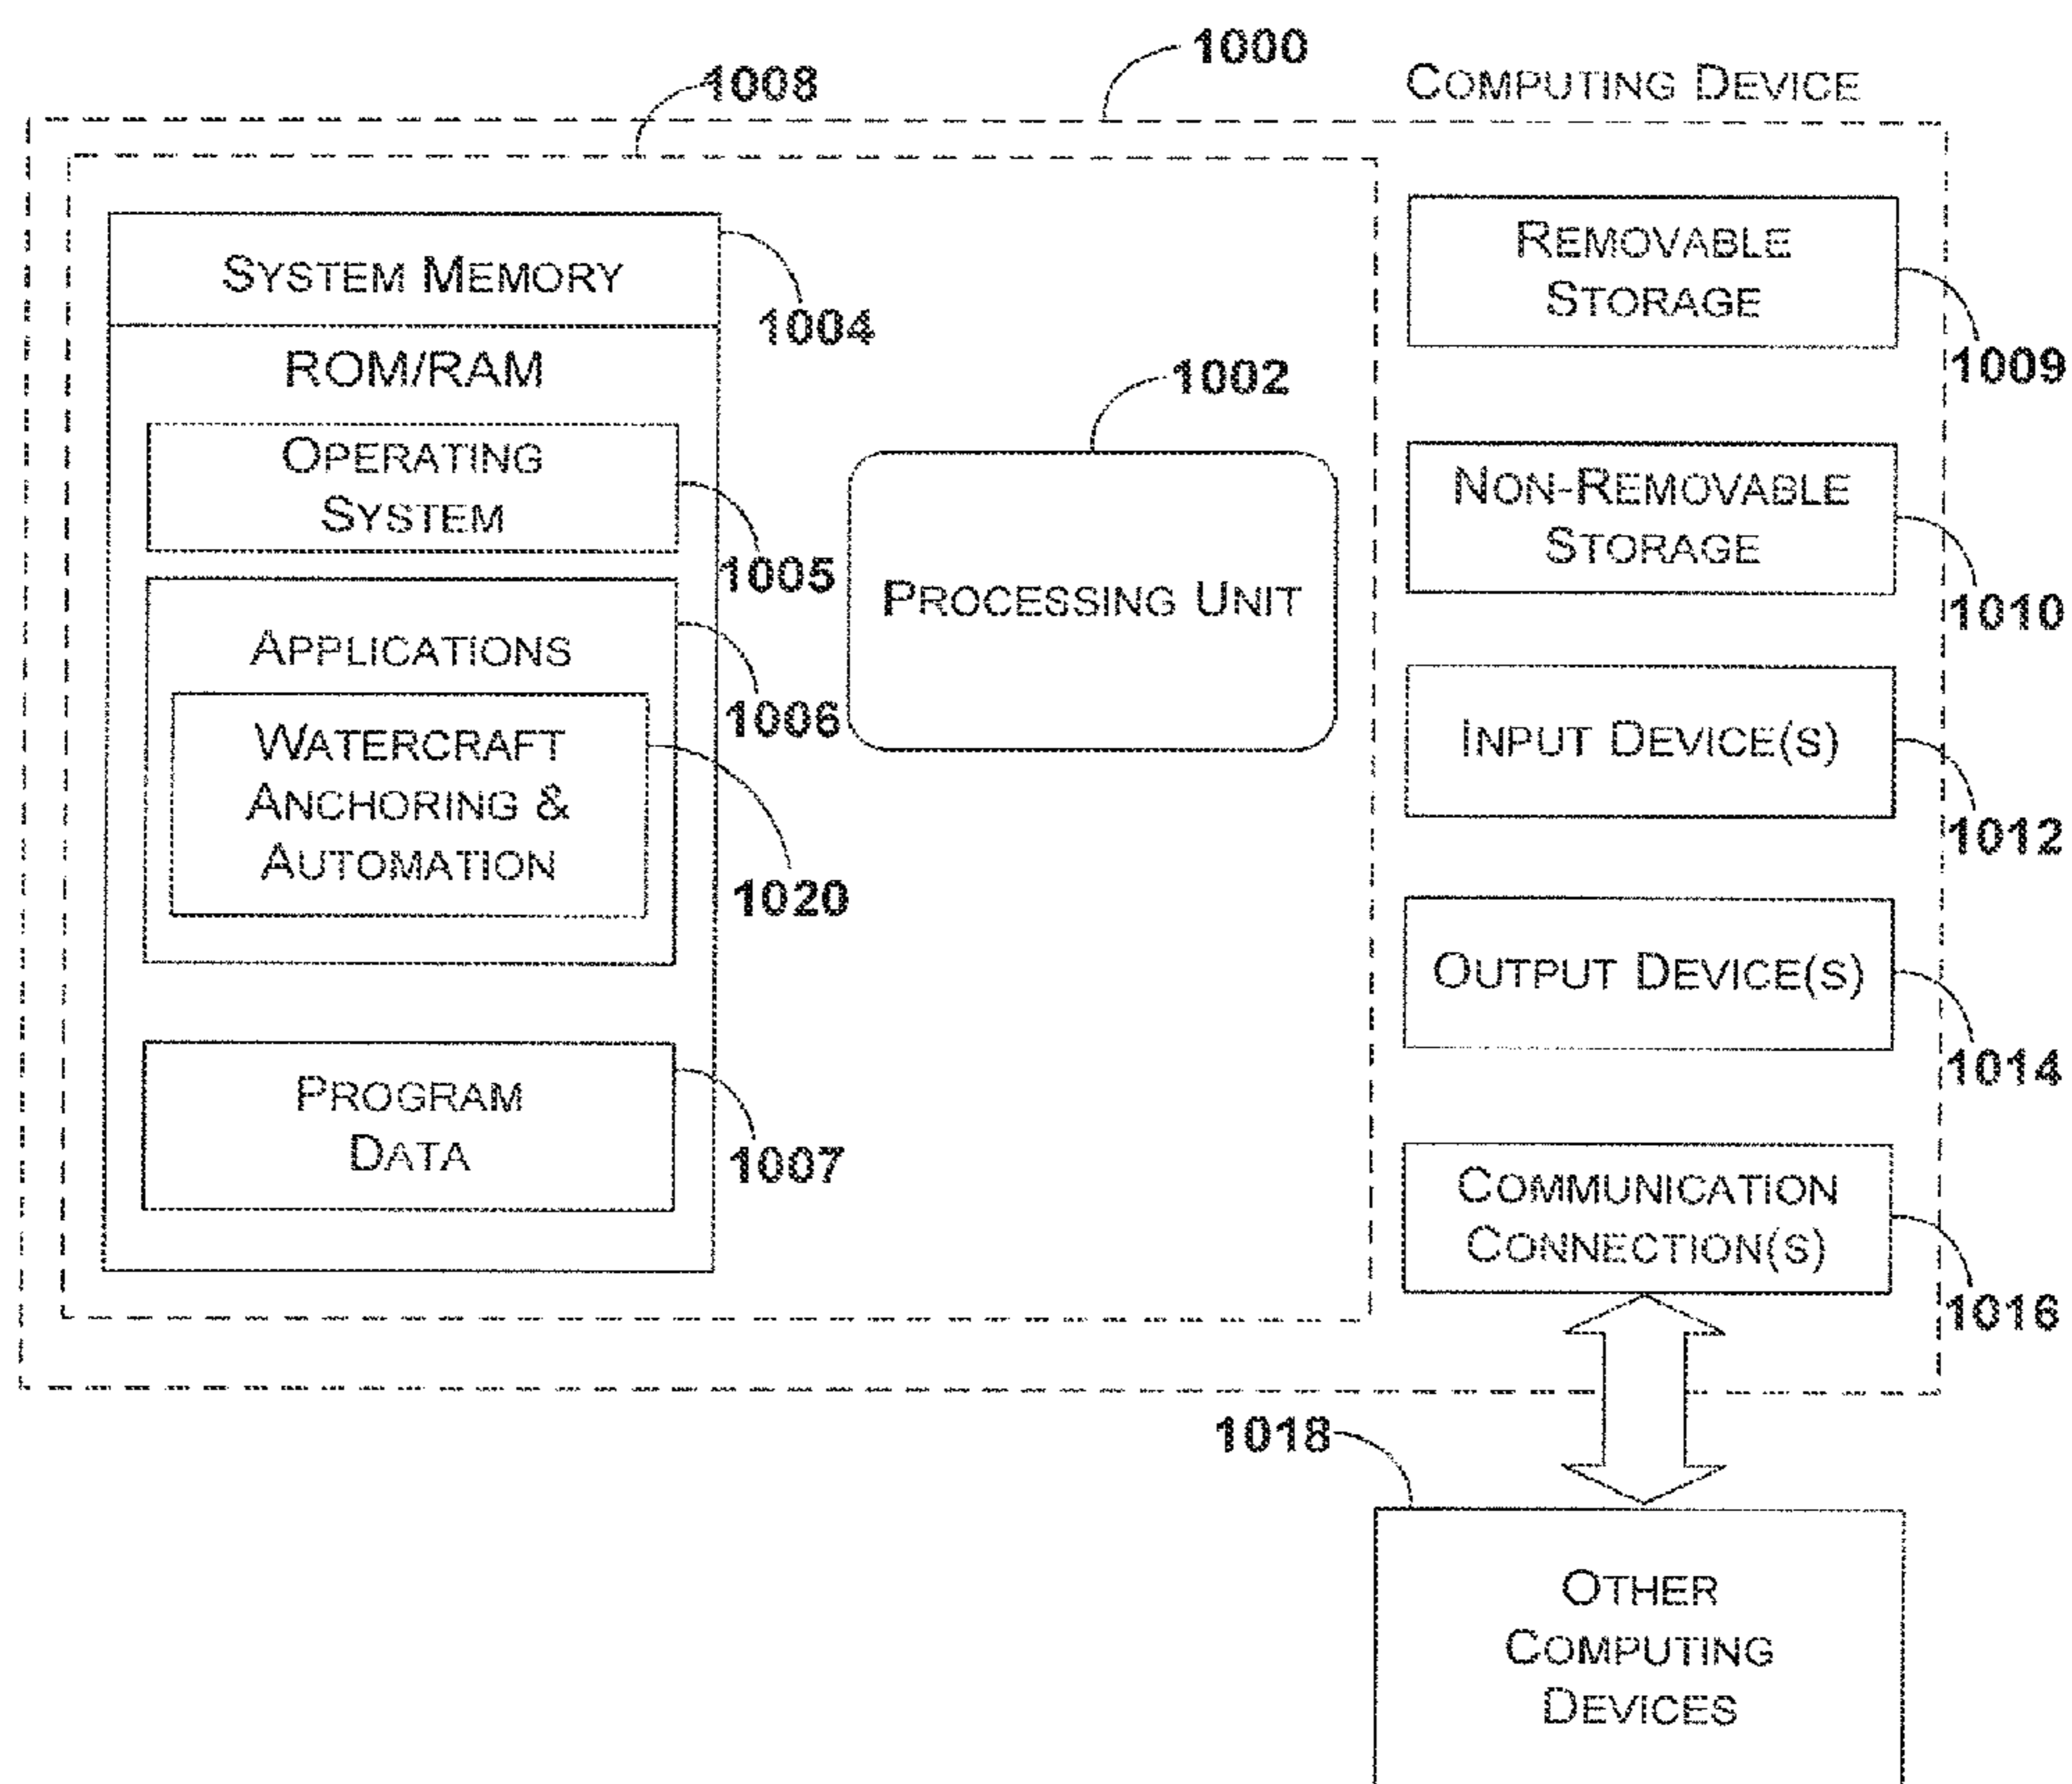 1000
1008
COMPUTING DEVICE
SYSTEM MEMORY
1004
ROM/RAM
OPERATING
SYSTEM
1005
APPLICATIONS
1006
WATERCRAFT
ANCHORING &
AUTOMATION
1020
PROGRAM
DATA
1007
1002
PROCESSING UNIT
REMOVABLE
STORAGE
1009
NON-REMOVABLE
STORAGE
1010
INPUT DEVICE(S)
1012
OUTPUT DEVICE(S)
1014
COMMUNICATION
CONNECTION(S)
1016
1018
OTHER
COMPUTING
DEVICES